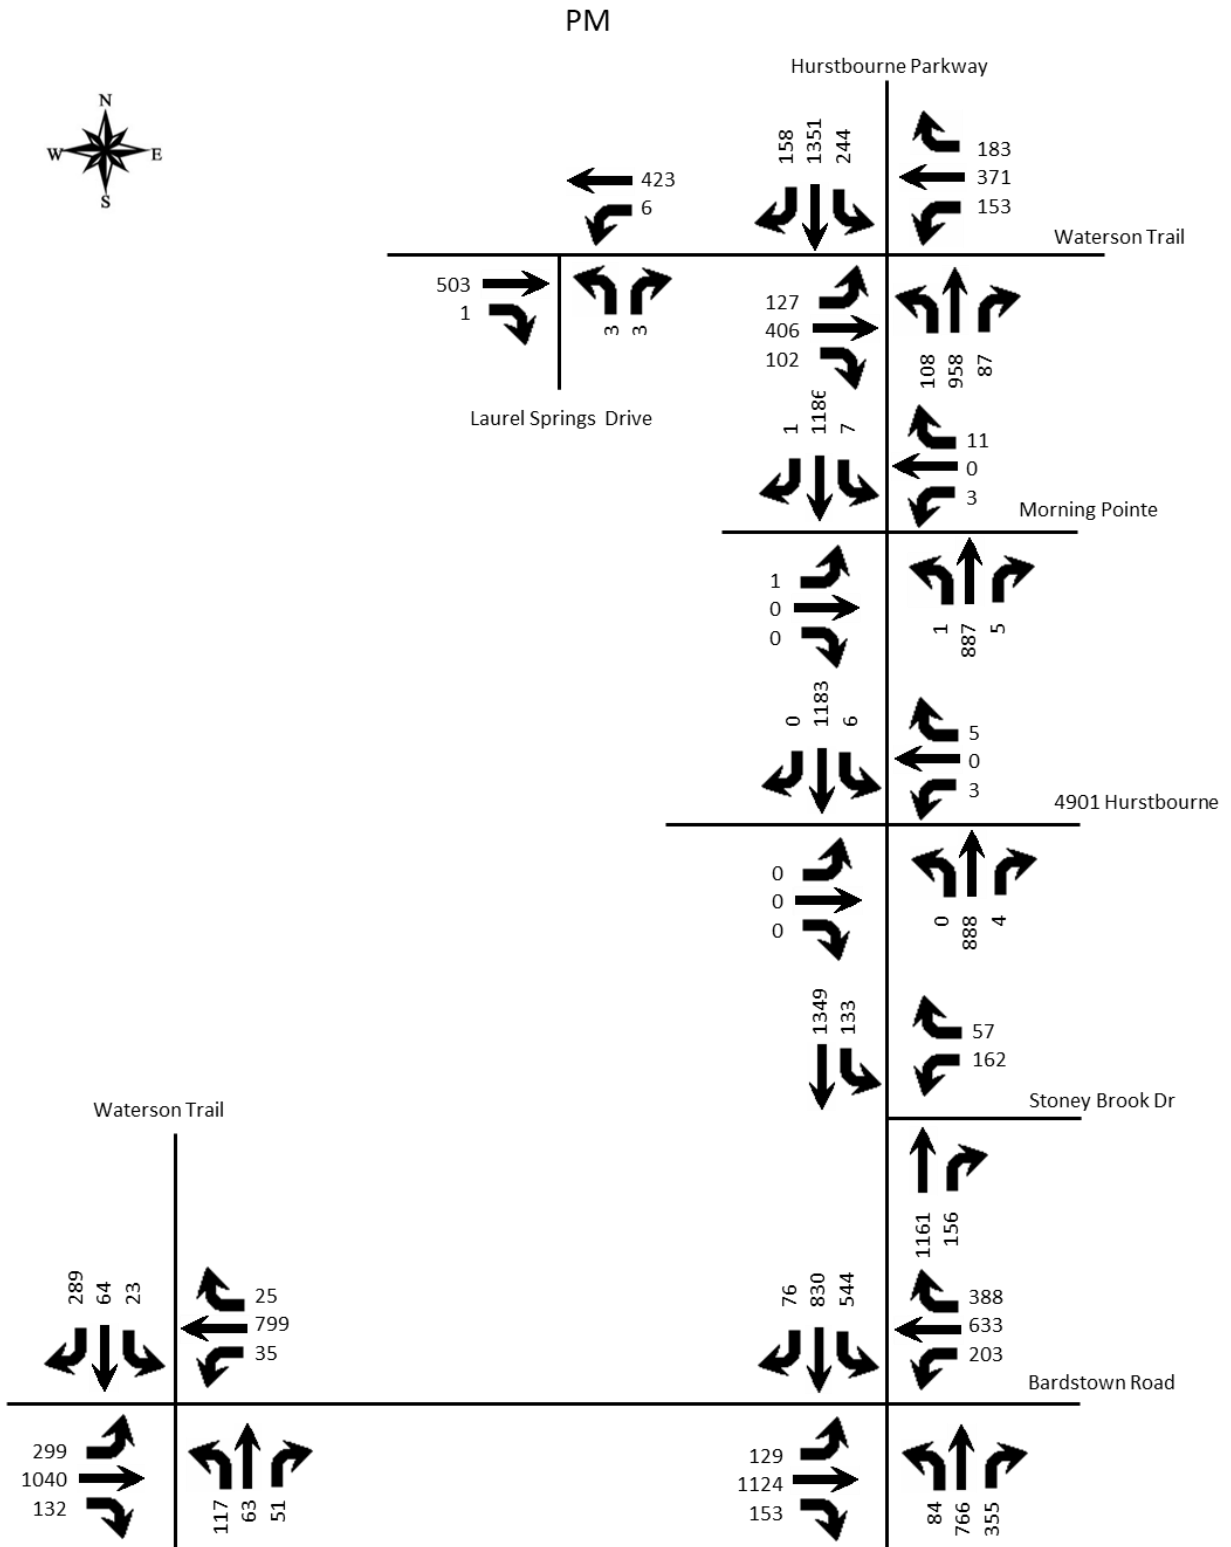 PM
Hurstbourne Parkway
N
W E
S
158 1351 244
183
371
153
423
6
Waterson Trail
503
1
3 3
127
406
102
108 958 87
Laurel Springs Drive
1 1186 7
11
0
3
Morning Pointe
1
0
0
1 887 5
0 1183 6
5
0
3
4901 Hurstbourne
0
0
0
0 888 4
1349 133
57
162
Stoney Brook Dr
Waterson Trail
1161 156
289 64 23
25
799
35
76 830 544
388
633
203
Bardstown Road
299
1040
132
117 63 51
129
1124
153
84 766 355